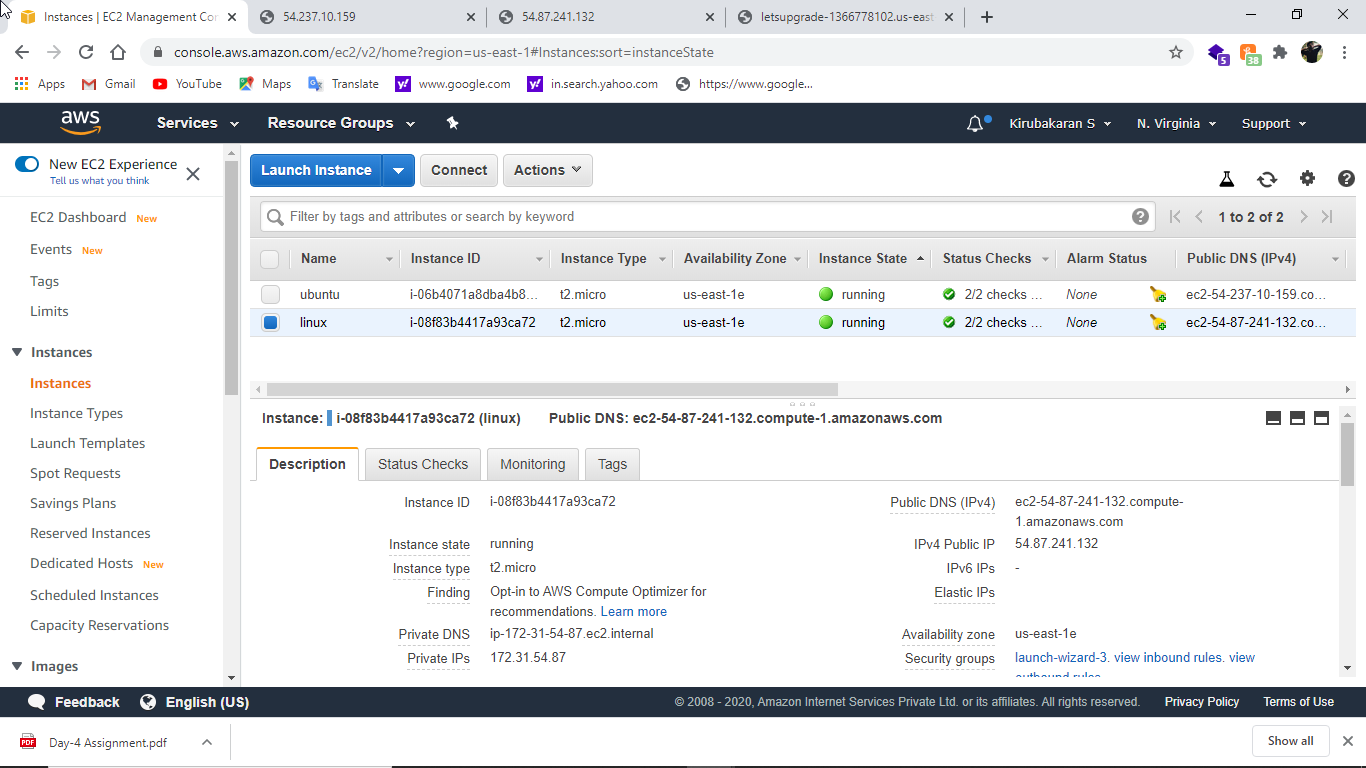 Instances | EC2 Management Con
54.237.10.159
54.87.241.132
letsupgrade-1366778102.us-east
console.aws.amazon.com/ec2/v2/home?region=us-east-1#Instances:sort=instanceState
5
38
Apps
Gmail
YouTube
Maps
Translate
www.google.com
in.search.yahoo.com
https://www.google...
aws
Services
Resource Groups
Kirubakaran S
N. Virginia
Support
New EC2 Experience
Tell us what you think
EC2 Dashboard New
Events New
Tags
Limits
Instances
Instances
Instance Types
Launch Templates
Spot Requests
Savings Plans
Reserved Instances
Dedicated Hosts New
Scheduled Instances
Capacity Reservations
Images
Launch Instance
Connect
Actions
Filter by tags and attributes or search by keyword
1 to 2 of 2
Name Instance ID Instance Type Availability Zone Instance State Status Checks Alarm Status Public DNS (IPv4)
ubuntu i-06b4071a8dba4b8... t2.micro us-east-1e running 2/2 checks ... None ec2-54-237-10-159.co...
linux i-08f83b4417a93ca72 t2.micro us-east-1e running 2/2 checks ... None ec2-54-87-241-132.co...
Instance: i-08f83b4417a93ca72 (linux) Public DNS: ec2-54-87-241-132.compute-1.amazonaws.com
Description
Status Checks
Monitoring
Tags
Instance ID i-08f83b4417a93ca72
Instance state running
Instance type t2.micro
Finding Opt-in to AWS Compute Optimizer for
recommendations. Learn more
Private DNS ip-172-31-54-87.ec2.internal
Private IPs 172.31.54.87
Public DNS (IPv4) ec2-54-87-241-132.compute-
1.amazonaws.com
IPv4 Public IP 54.87.241.132
IPv6 IPs -
Elastic IPs
Availability zone us-east-1e
Security groups launch-wizard-3. view inbound rules. view
outbound rules
Feedback
English (US)
© 2008 - 2020, Amazon Internet Services Private Ltd. or its affiliates. All rights reserved.
Privacy Policy
Terms of Use
PDF
Day-4 Assignment.pdf
Show all